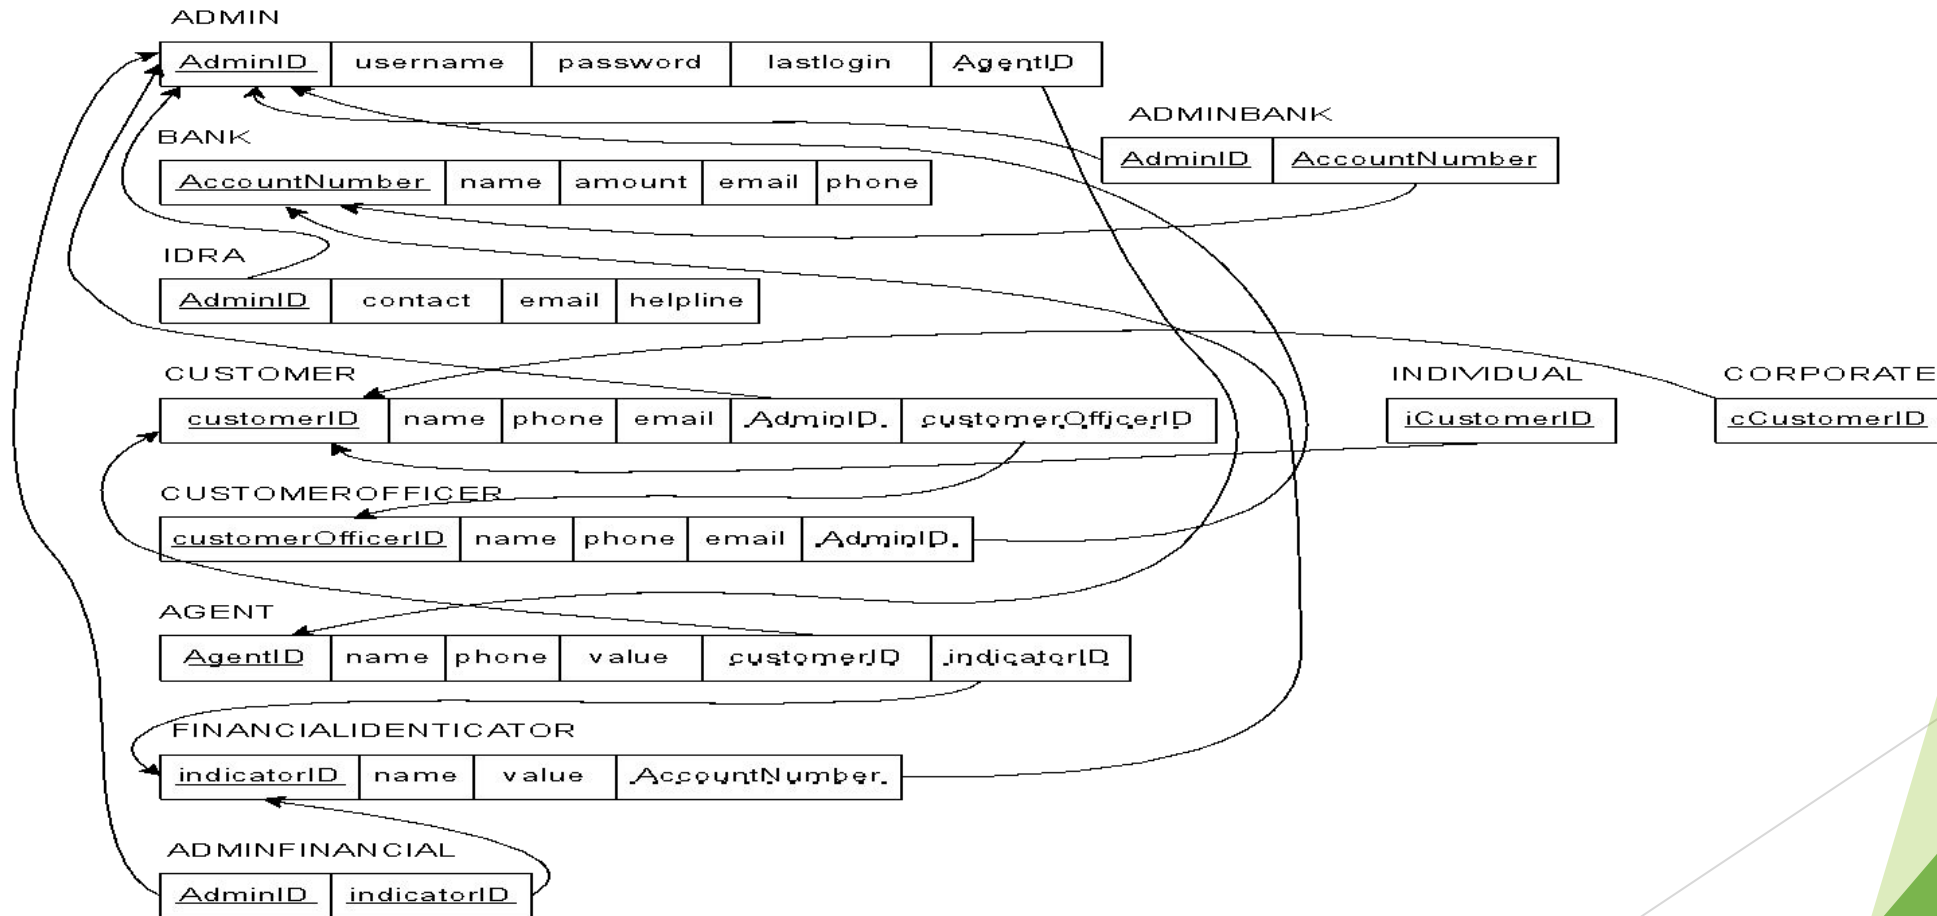 ADMIN
AdminID username password lastlogin AgentID
ADMINBANK
AdminID AccountNumber
BANK
AccountNumber name amount email phone
IDRA
AdminID contact email helpline
CUSTOMER
customerID name phone email AdminID customerOfficerID
INDIVIDUAL
iCustomerID
CORPORATE
cCustomerID
CUSTOMEROFFICER
customerOfficerID name phone email AdminID
AGENT
AgentID name phone value customerID indicatorID
FINANCIALIDENTICATOR
indicatorID name value AccountNumber
ADMINFINANCIAL
AdminID indicatorID